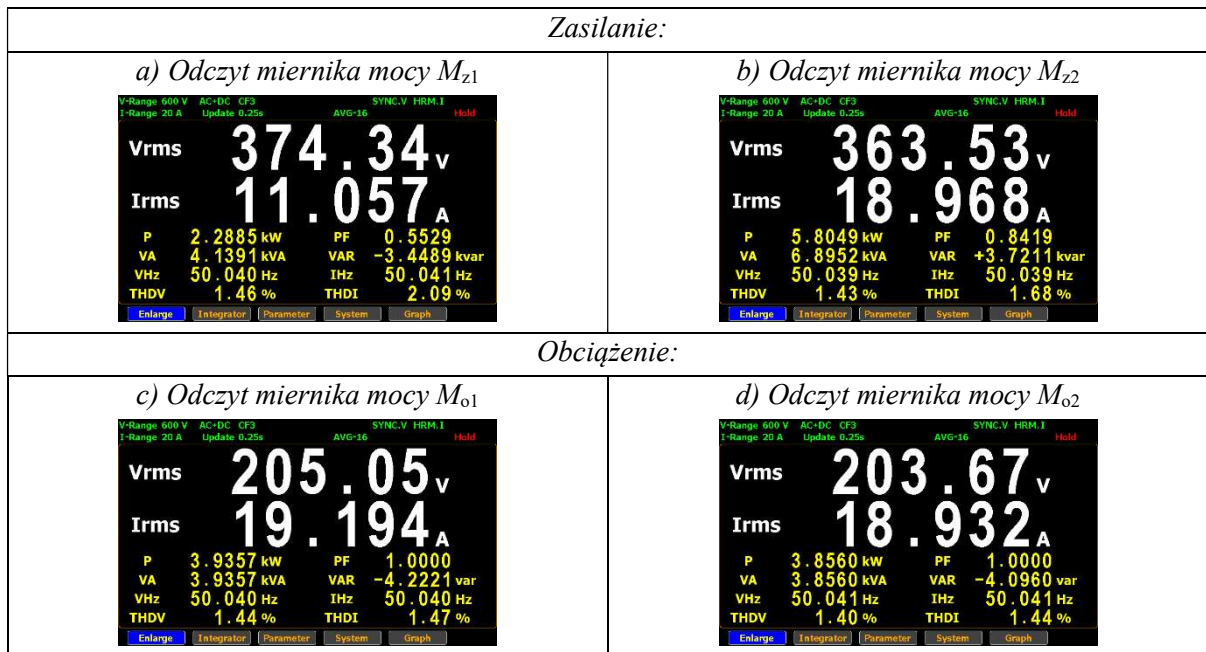 Zasilanie:
a) Odczyt miernika mocy Mz1
V-Range 600 V AC+DC CF3 SYNC.V HRM.I
I-Range 20 A Update 0.25s AVG-16 Hold
Vrms 374.34 V
Irms 11.057 A
P 2.2885 kW PF 0.5529
VA 4.1391 kVA VAR -3.4489 kvar
VHz 50.040 Hz IHz 50.041 Hz
THDV 1.46 % THDI 2.09 %
Enlarge Integrator Parameter System Graph
b) Odczyt miernika mocy Mz2
V-Range 600 V AC+DC CF3 SYNC.V HRM.I
I-Range 20 A Update 0.25s AVG-16 Hold
Vrms 363.53 V
Irms 18.968 A
P 5.8049 kW PF 0.8419
VA 6.8952 kVA VAR +3.7211 kvar
VHz 50.039 Hz IHz 50.039 Hz
THDV 1.43 % THDI 1.68 %
Enlarge Integrator Parameter System Graph
Obciążenie:
c) Odczyt miernika mocy Mo1
V-Range 600 V AC+DC CF3 SYNC.V HRM.I
I-Range 20 A Update 0.25s AVG-16 Hold
Vrms 205.05 V
Irms 19.194 A
P 3.9357 kW PF 1.0000
VA 3.9357 kVA VAR -4.2221 var
VHz 50.040 Hz IHz 50.040 Hz
THDV 1.44 % THDI 1.47 %
Enlarge Integrator Parameter System Graph
d) Odczyt miernika mocy Mo2
V-Range 600 V AC+DC CF3 SYNC.V HRM.I
I-Range 20 A Update 0.25s AVG-16 Hold
Vrms 203.67 V
Irms 18.932 A
P 3.8560 kW PF 1.0000
VA 3.8560 kVA VAR -4.0960 var
VHz 50.041 Hz IHz 50.041 Hz
THDV 1.40 % THDI 1.44 %
Enlarge Integrator Parameter System Graph